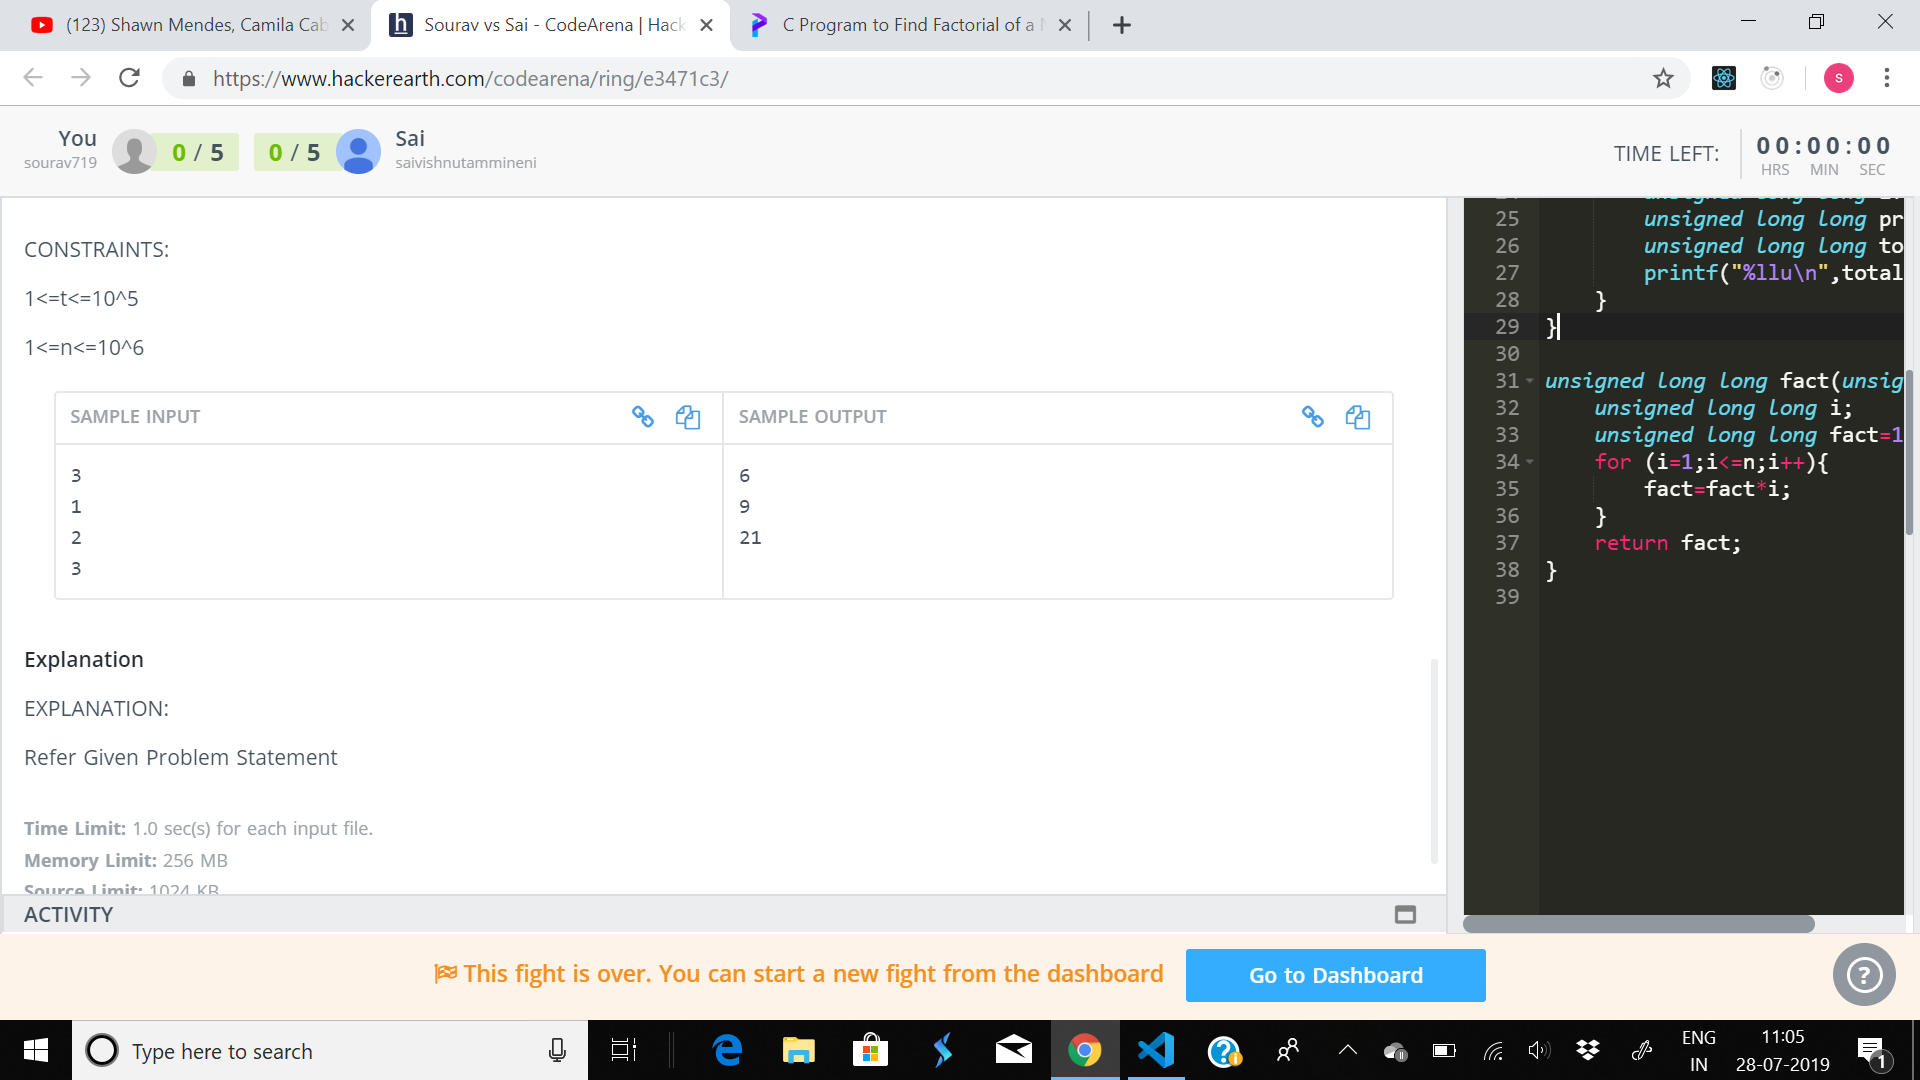 (123) Shawn Mendes, Camila Cab
Sourav vs Sai - CodeArena | Hack
C Program to Find Factorial of a N
https://www.hackerearth.com/codearena/ring/e3471c3/
S
You
sourav719
0 / 5
0 / 5
Sai
saivishnutammineni
TIME LEFT:
00:00:00
HRS MIN SEC
CONSTRAINTS:
1<=t<=10^5
1<=n<=10^6
SAMPLE INPUT
3
1
2
3
SAMPLE OUTPUT
6
9
21
Explanation
EXPLANATION:
Refer Given Problem Statement
Time Limit: 1.0 sec(s) for each input file.
Memory Limit: 256 MB
Source Limit: 1024 KB
ACTIVITY
unsigned long long
25 unsigned long long pr
26 unsigned long long to
27 printf("%llu\n",total
28 }
29 }
30
31 unsigned long long fact(unsig
32 unsigned long long i;
33 unsigned long long fact=1
34 for (i=1;i<=n;i++){
35 fact=fact*i;
36 }
37 return fact;
38 }
39
This fight is over. You can start a new fight from the dashboard
Go to Dashboard
?
Type here to search
ENG
IN
11:05
28-07-2019
1